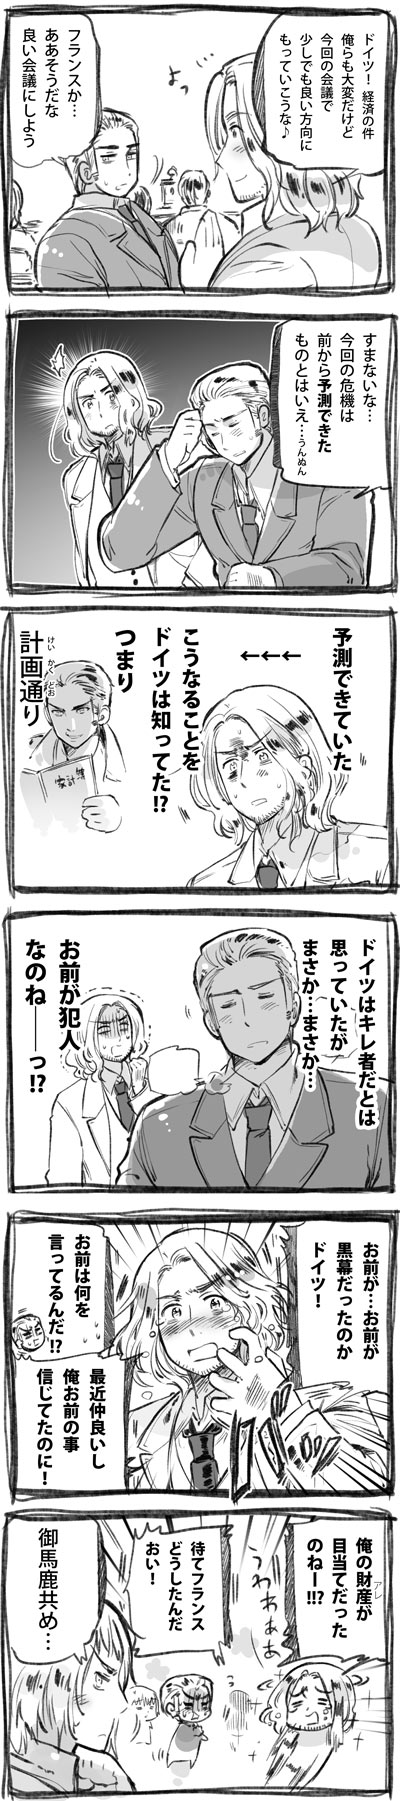 ドイツ！経済の件
俺らも大変だけど
今回の会議で
少しでも良い方向に
もっていこうな♪
よっ
フランスか…
ああそうだな
良い会議にしよう
すまないな…
今回の危機は
前から予測できた
ものとはいえ…うんぬん
予測できていた
←←←
こうなることを
ドイツは知ってた!?
つまり
計画通り
けいかくどお
家計簿
ドイツはキレ者だとは
思っていたが
まさか…まさか…
お前が犯人
なのね――っ!?
お前が…お前が
黒幕だったのか
ドイツ！
お前は何を
言ってるんだ!?
最近仲良いし
俺お前の事
信じてたのに！
俺の財産が
アレ
目当てだった
のねー!!?
うわああぁ
待てフランス
どうしたんだ
おい！
御馬鹿共め…